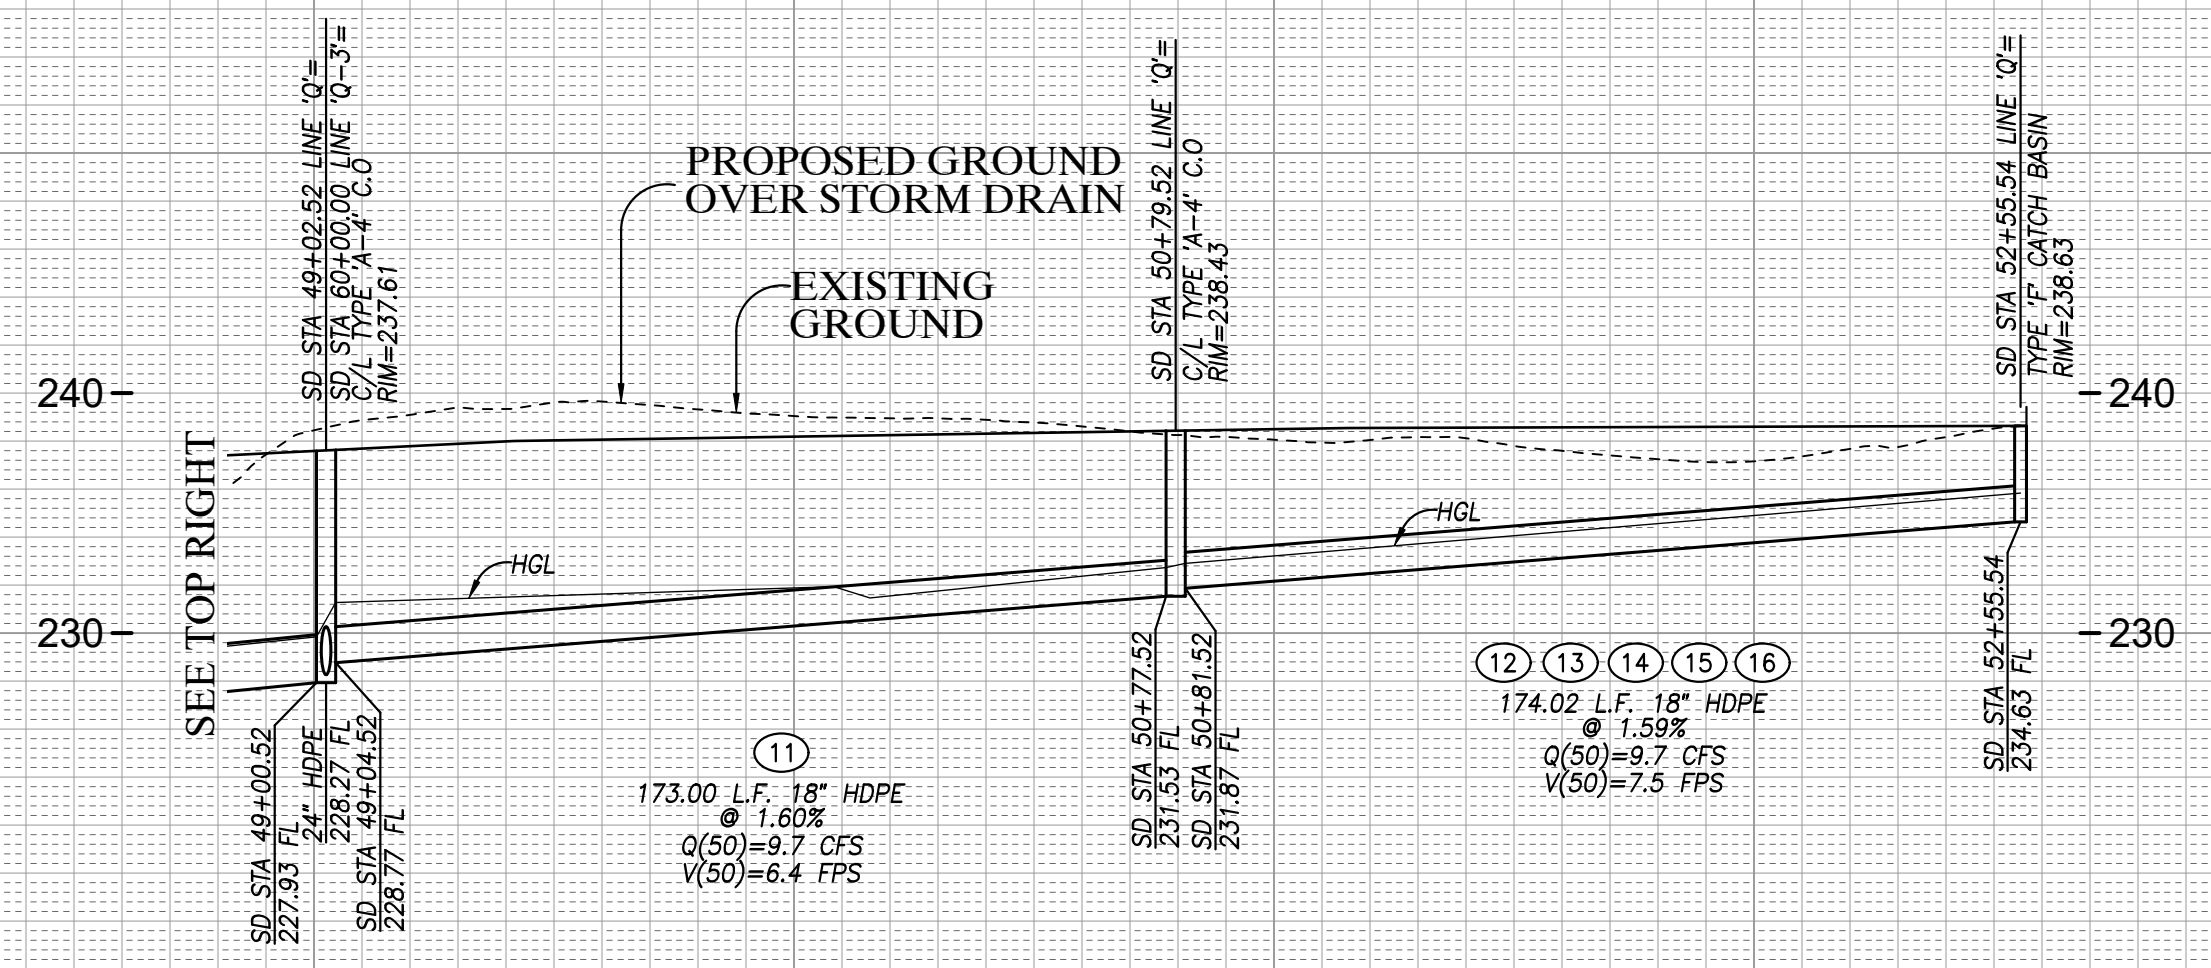 SD STA 49+02.52 LINE 'Q'=
SD STA 60+00.00 LINE 'Q-3'=
C/L TYPE 'A-4' C.O
RIM=237.61
PROPOSED GROUND
OVER STORM DRAIN
EXISTING
GROUND
SD STA 50+79.52 LINE 'Q'=
C/L TYPE 'A-4' C.O
RIM=238.43
SD STA 52+55.54 LINE 'Q'=
TYPE 'F' CATCH BASIN
RIM=238.63
240
240
SEE TOP RIGHT
HGL
HGL
230
230
SD STA 49+00.52
227.93 FL
24" HDPE
228.27 FL
SD STA 49+04.52
228.77 FL
11
173.00 L.F. 18" HDPE
@ 1.60%
Q(50)=9.7 CFS
V(50)=6.4 FPS
SD STA 50+77.52
231.53 FL
SD STA 50+81.52
231.87 FL
12 13 14 15 16
174.02 L.F. 18" HDPE
@ 1.59%
Q(50)=9.7 CFS
V(50)=7.5 FPS
SD STA 52+55.54
234.63 FL